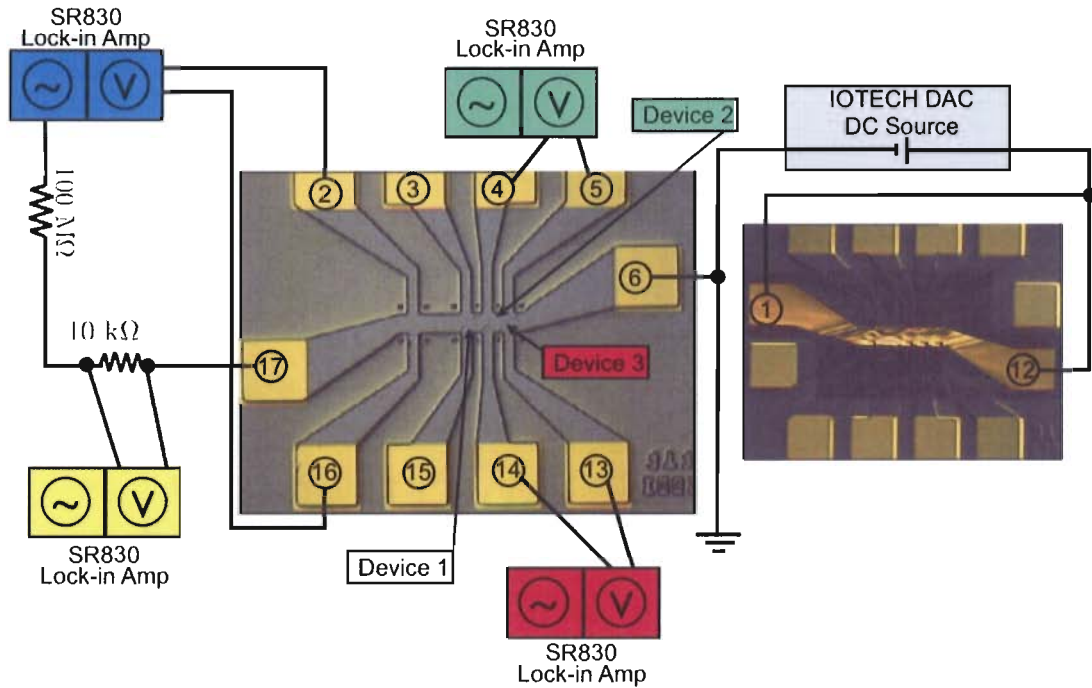 SR830
Lock-in Amp
SR830
Lock-in Amp
Device 2
IOTECH DAC
DC Source
100 MΩ
2
3
4
5
6
1
10 kΩ
17
Device 3
12
16
15
14
13
SR830
Lock-in Amp
Device 1
SR830
Lock-in Amp